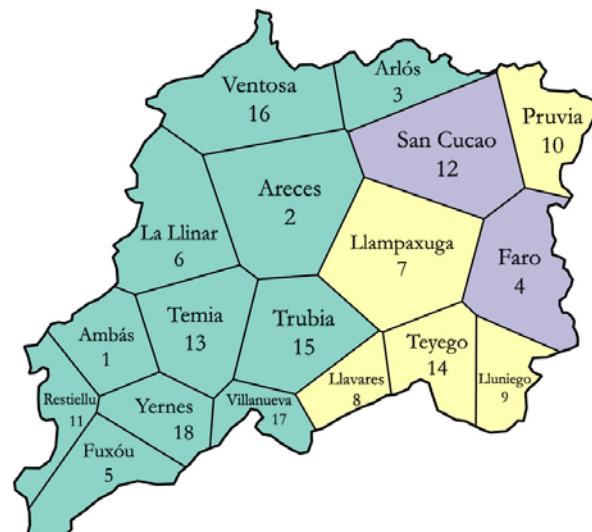 Ventosa
16
Arlós
3
Pruvia
10
San Cucao
12
Areces
2
La Llinar
6
Llampaxuga
7
Faro
4
Temia
13
Trubia
15
Ambás
1
Teyego
14
Llavares
8
Lluniego
9
Restiellu
11
Yernes
18
Villanueva
17
Fuxóu
5